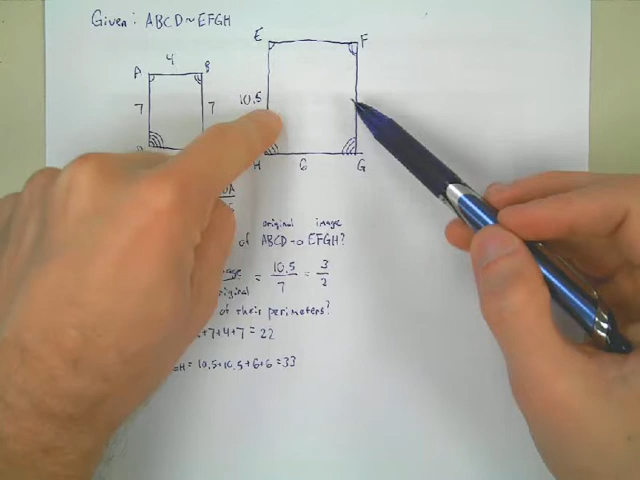 Given: ABCD~EFGH
E F
4
A B
7 7 10.5
H 6 G
original image
of ABCD→EFGH?
= 10.5/7 = 3/2
of their perimeters?
+7+4+7=22
= 10.5+10.5+6+6=33